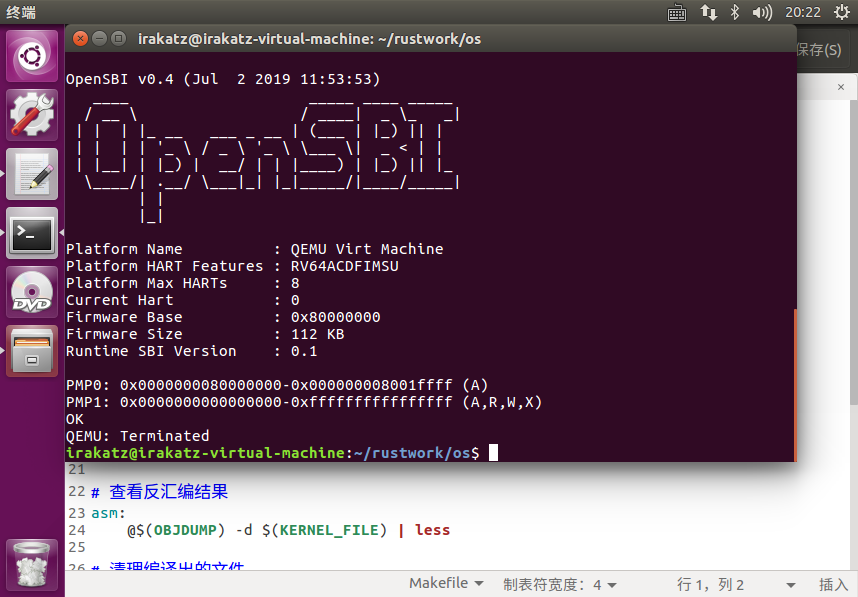 终端
20:22
irakatz@irakatz-virtual-machine: ~/rustwork/os
保存(S)
OpenSBI v0.4 (Jul  2 2019 11:53:53)
OpenSBI
Platform Name          : QEMU Virt Machine
Platform HART Features : RV64ACDFIMSU
Platform Max HARTs     : 8
Current Hart           : 0
Firmware Base          : 0x80000000
Firmware Size          : 112 KB
Runtime SBI Version    : 0.1
PMP0: 0x0000000080000000-0x000000008001ffff (A)
PMP1: 0x0000000000000000-0xffffffffffffffff (A,R,W,X)
OK
QEMU: Terminated
irakatz@irakatz-virtual-machine:~/rustwork/os$
21
22 # 查看反汇编结果
23 asm:
24     @$(OBJDUMP) -d $(KERNEL_FILE) | less
25
26 # 清理编译出的文件
Makefile 制表符宽度: 4 行 1, 列 2 插入
DVD